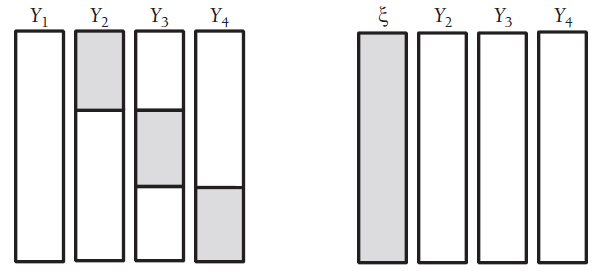 Y₁ Y₂ Y₃ Y₄ ξ Y₂ Y₃ Y₄